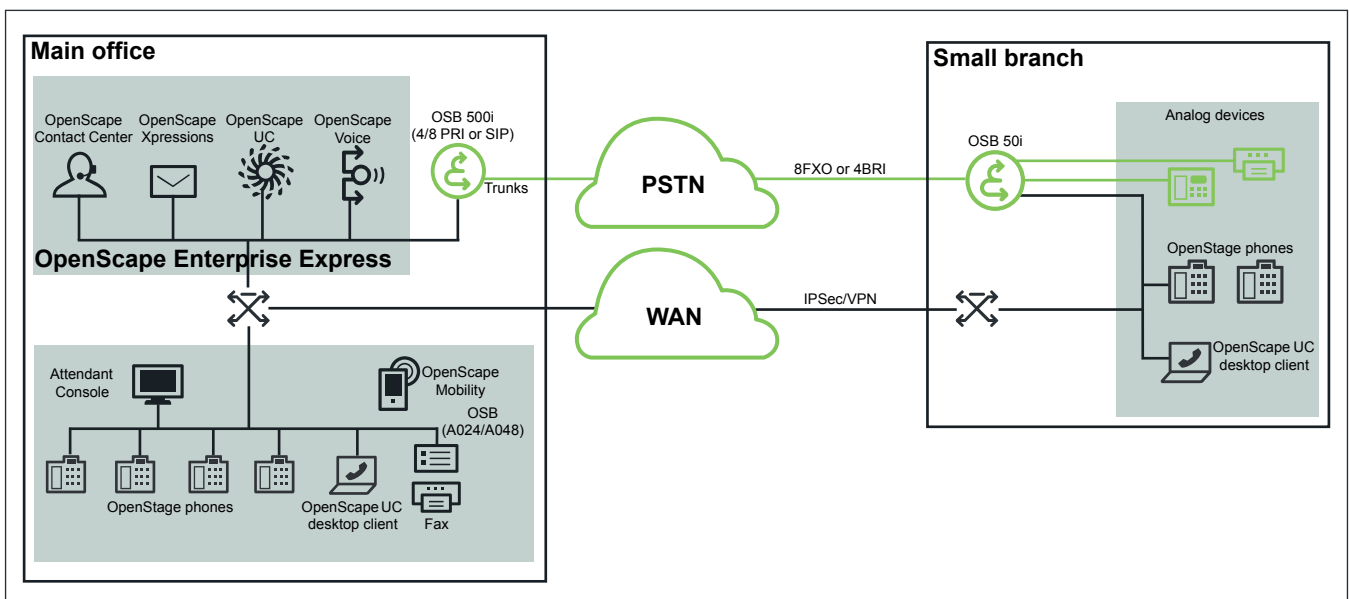 Main office
OpenScape
Contact Center
OpenScape
Xpressions
OpenScape
UC
OpenScape
Voice
OSB 500i
(4/8 PRI or SIP)
Trunks
OpenScape Enterprise Express
PSTN
8FXO or 4BRI
WAN
IPSec/VPN
Attendant
Console
OpenScape
Mobility
OSB
(A024/A048)
OpenStage phones
OpenScape UC
desktop client
Fax
Small branch
OSB 50i
Analog devices
OpenStage phones
OpenScape UC
desktop client